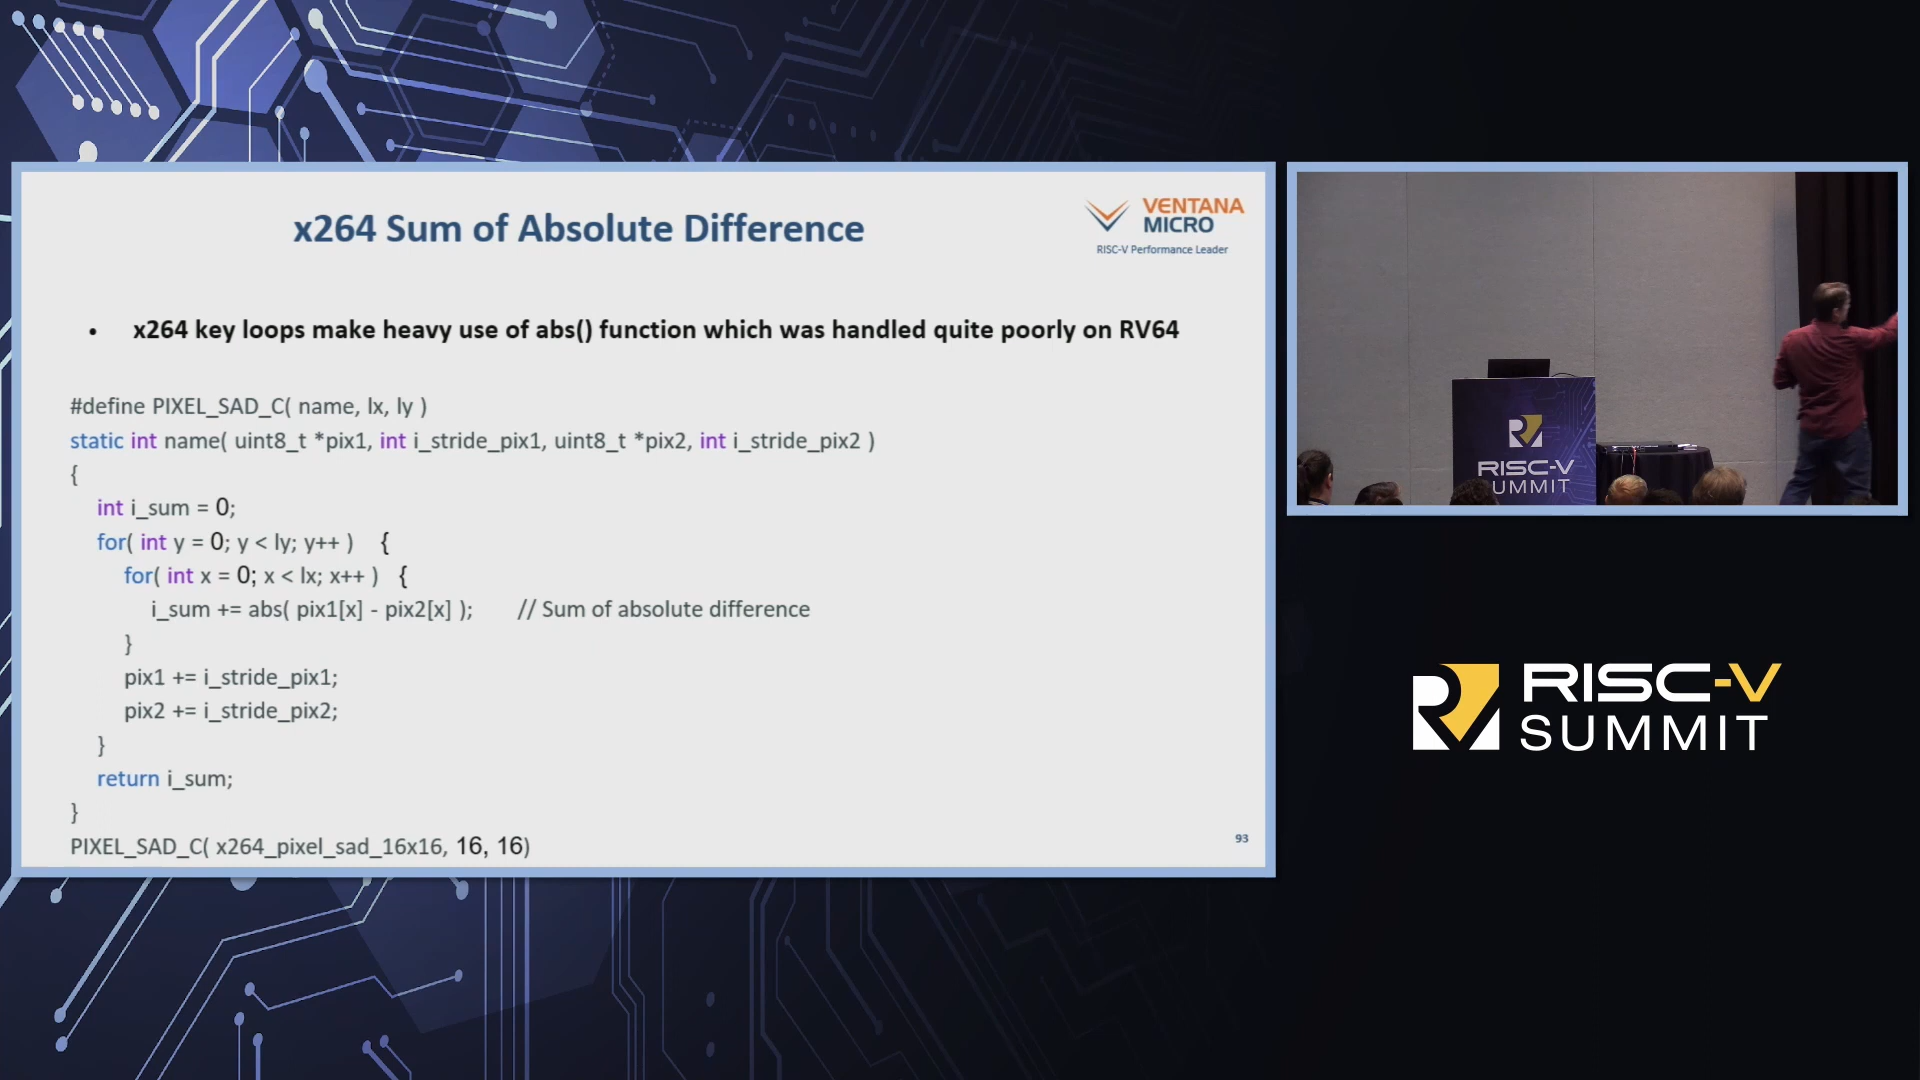 x264 Sum of Absolute Difference
VENTANA
MICRO
RISC-V Performance Leader
• x264 key loops make heavy use of abs() function which was handled quite poorly on RV64
#define PIXEL_SAD_C( name, lx, ly )
static int name( uint8_t *pix1, int i_stride_pix1, uint8_t *pix2, int i_stride_pix2 )
{
int i_sum = 0;
for( int y = 0; y < ly; y++ ) {
for( int x = 0; x < lx; x++ ) {
i_sum += abs( pix1[x] - pix2[x] ); // Sum of absolute difference
}
pix1 += i_stride_pix1;
pix2 += i_stride_pix2;
}
return i_sum;
}
PIXEL_SAD_C( x264_pixel_sad_16x16, 16, 16)
93
RISC-V
SUMMIT
RISC-V
SUMMIT